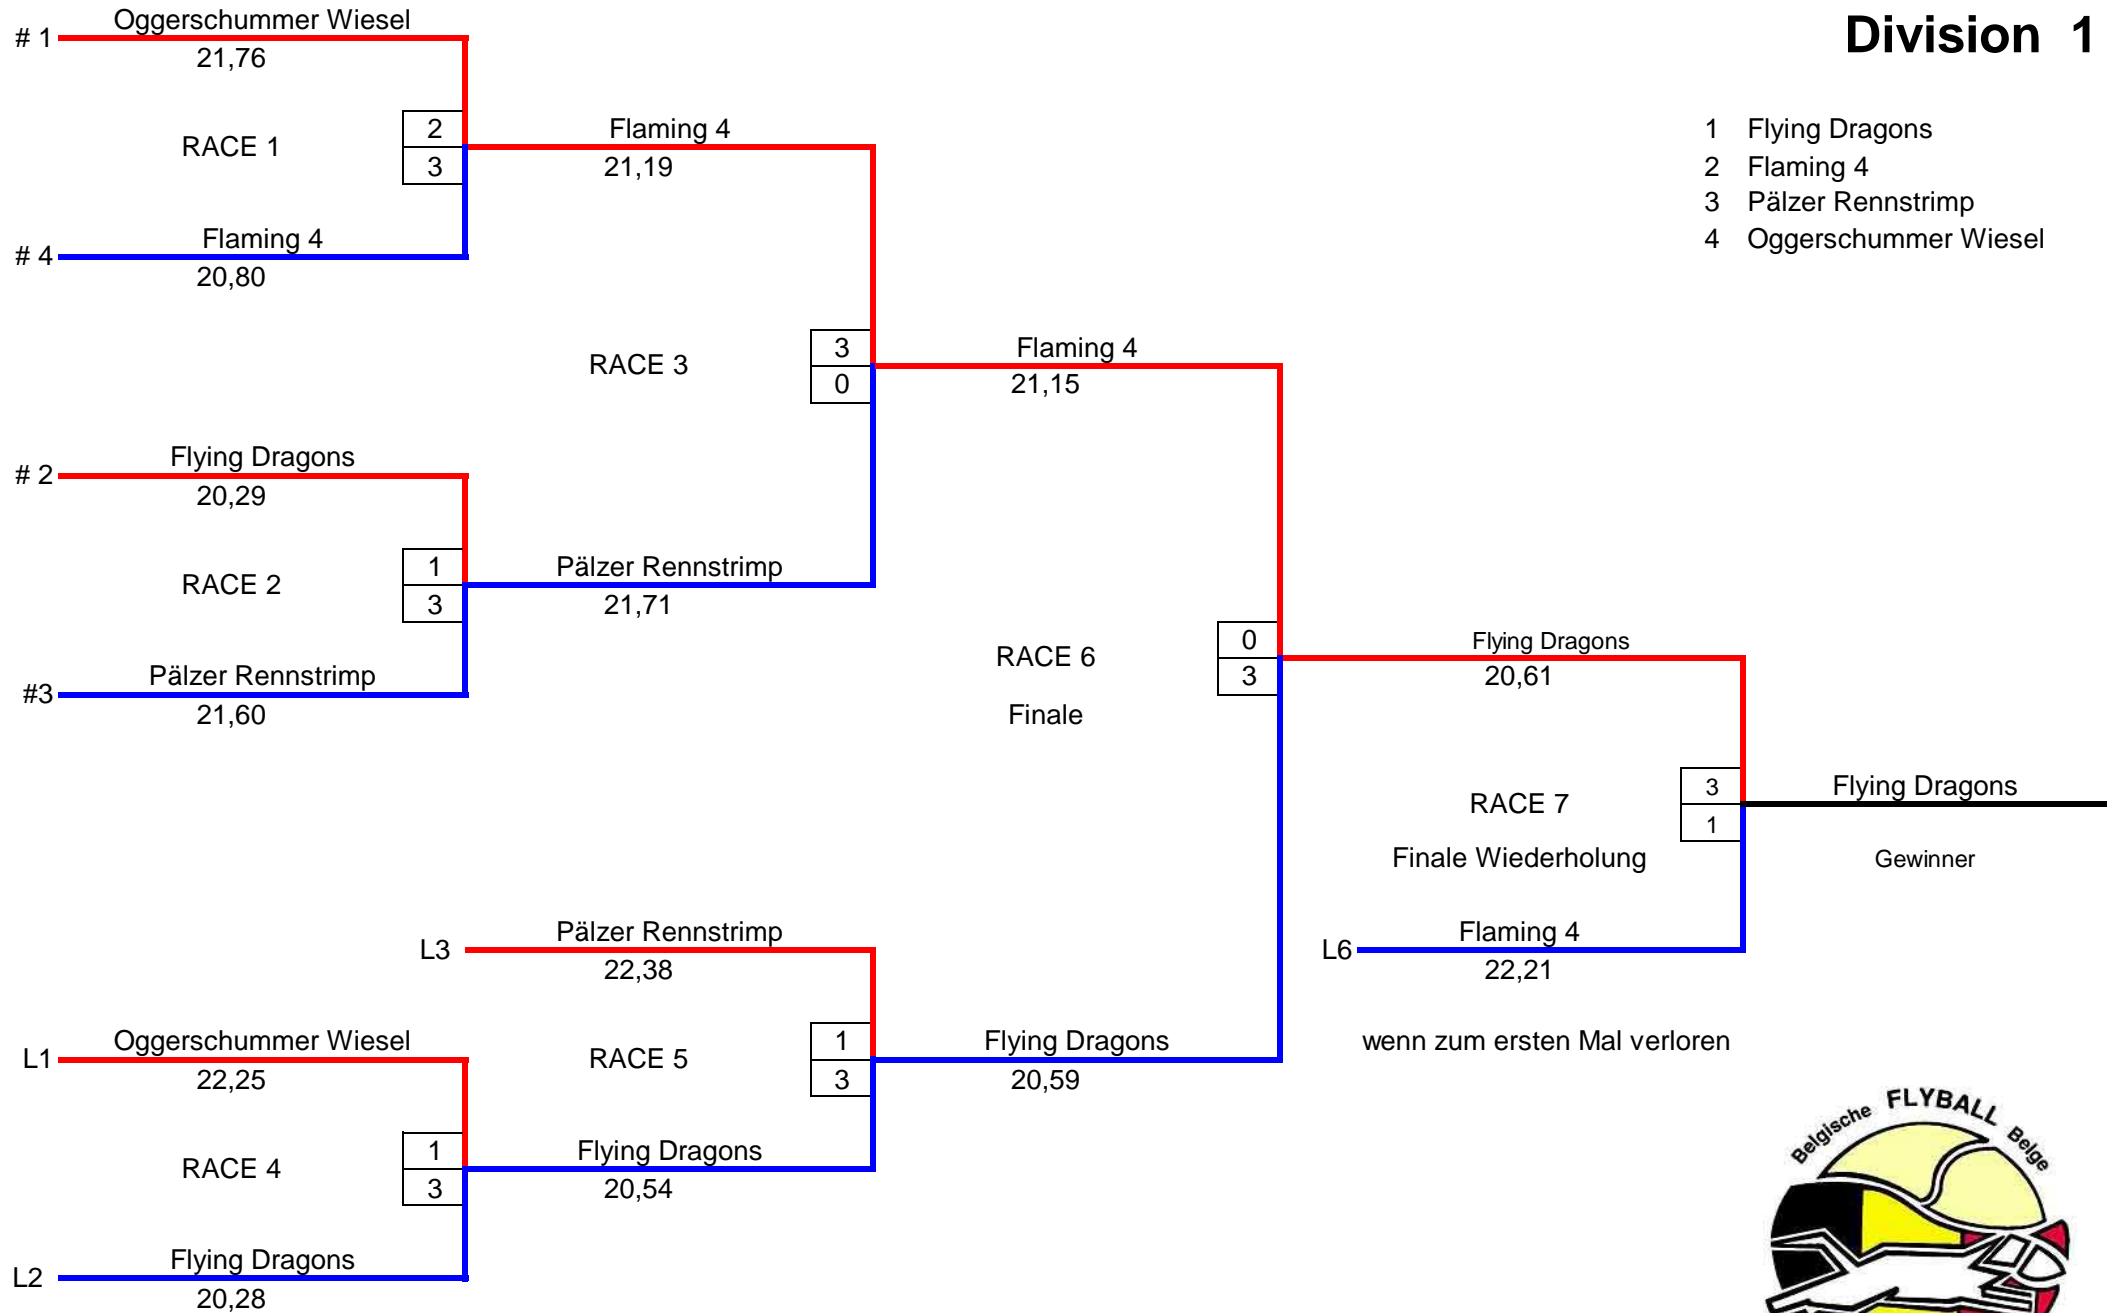 Division 1
Oggerschummer Wiesel
# 1
21,76
RACE 1
2
3
Flaming 4
# 4
20,80
Flaming 4
21,19
1 Flying Dragons
2 Flaming 4
3 Pälzer Rennstrimp
4 Oggerschummer Wiesel
RACE 3
3
0
Flaming 4
21,15
Flying Dragons
# 2
20,29
RACE 2
1
3
Pälzer Rennstrimp
#3
21,60
Pälzer Rennstrimp
21,71
RACE 6
0
3
Finale
Flying Dragons
20,61
RACE 7
3
1
Finale Wiederholung
Flying Dragons
Gewinner
Pälzer Rennstrimp
L3
22,38
Flaming 4
L6
22,21
wenn zum ersten Mal verloren
Oggerschummer Wiesel
L1
22,25
RACE 5
1
3
Flying Dragons
20,59
RACE 4
1
3
Flying Dragons
20,54
Flying Dragons
L2
20,28
Belgische FLYBALL Belge